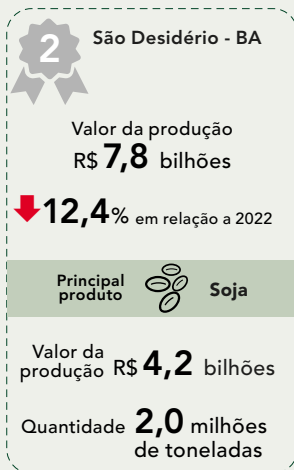 2
São Desidério - BA
Valor da produção
R$ 7,8 bilhões
12,4% em relação a 2022
Principal
produto
Soja
Valor da
produção R$ 4,2 bilhões
Quantidade 2,0 milhões
de toneladas